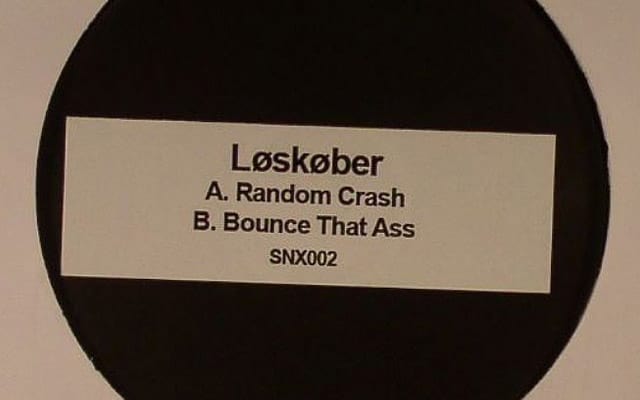 Løskøber
A. Random Crash
B. Bounce That Ass
SNX002